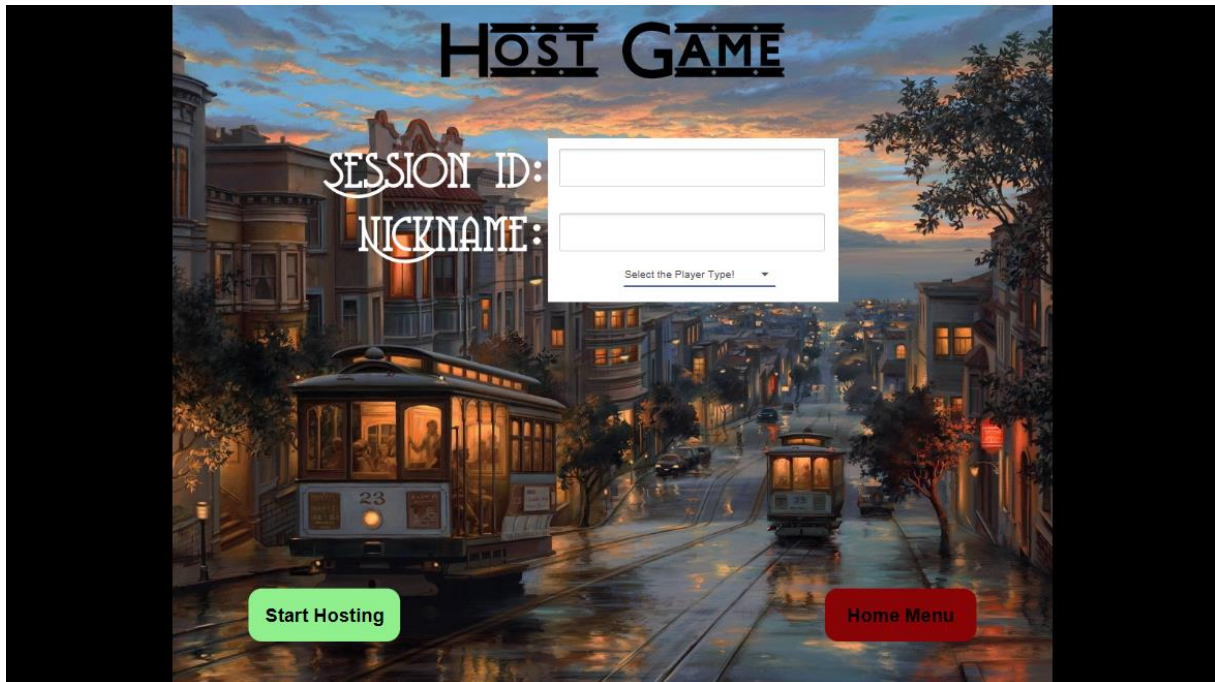 HOST GAME
SESSION ID:
NICKNAME:
Select the Player Type!
23
23
Start Hosting
Home Menu